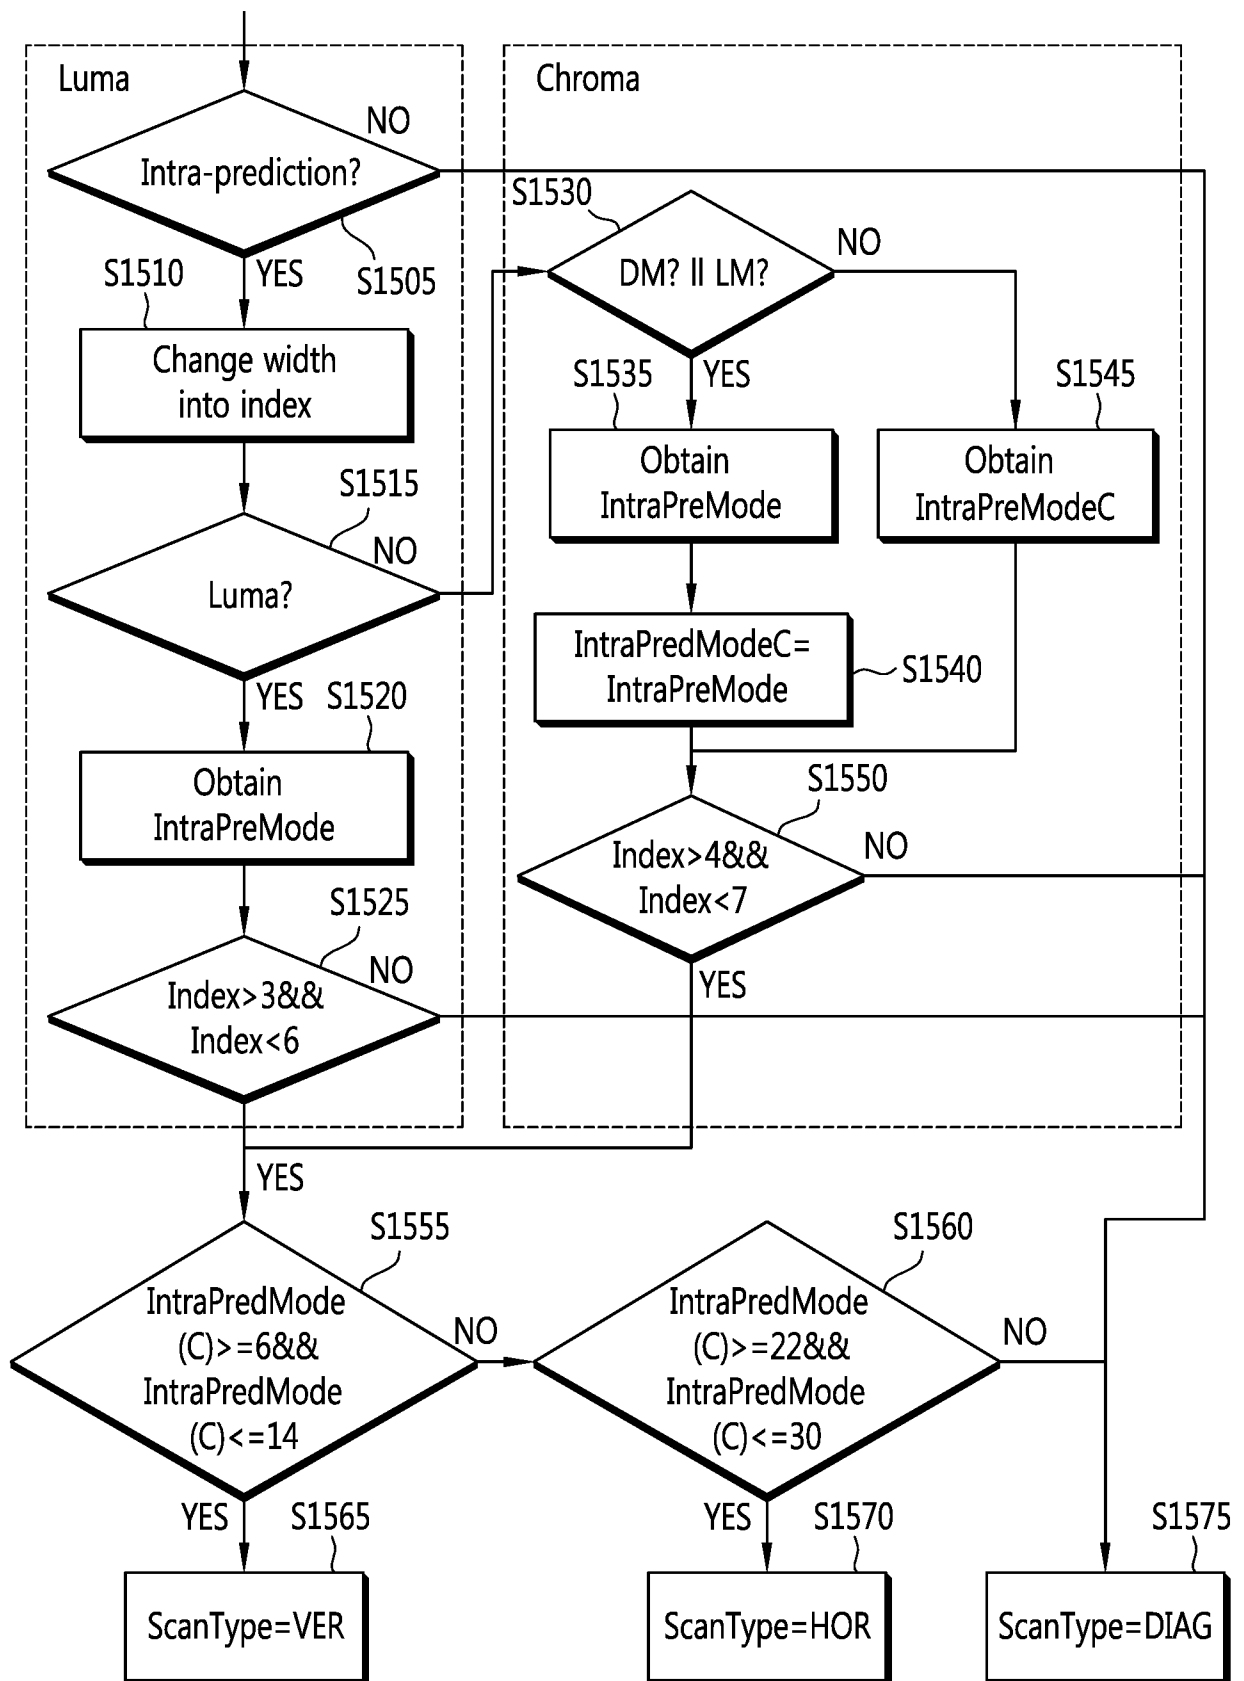 Luma
Chroma
NO
Intra-prediction?
S1505
YES
S1510
Change width
into index
S1515
NO
Luma?
YES
S1520
Obtain
IntraPreMode
S1525
NO
Index>3&&
Index<6
YES
S1530
NO
DM? || LM?
YES
S1535
Obtain
IntraPreMode
S1545
Obtain
IntraPreModeC
IntraPredModeC=
IntraPreMode
S1540
S1550
NO
Index>4&&
Index<7
YES
S1555
IntraPredMode
(C)>=6&&
IntraPredMode
(C)<=14
NO
YES
S1560
IntraPredMode
(C)>=22&&
IntraPredMode
(C)<=30
NO
YES
S1565
ScanType=VER
S1570
ScanType=HOR
S1575
ScanType=DIAG